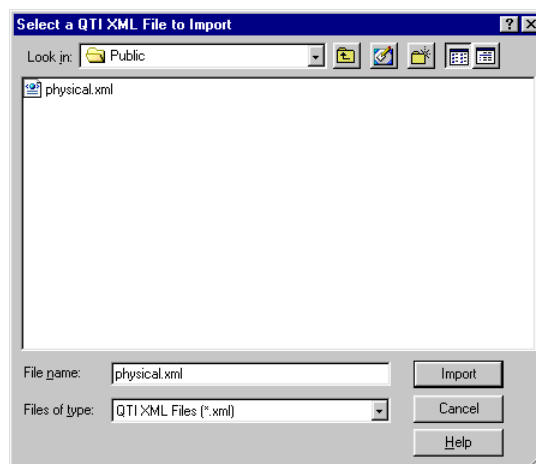 Select a QTI XML File to Import
Look in: Public
physical.xml
File name: physical.xml Import
Files of type: QTI XML Files (*.xml) Cancel
Help